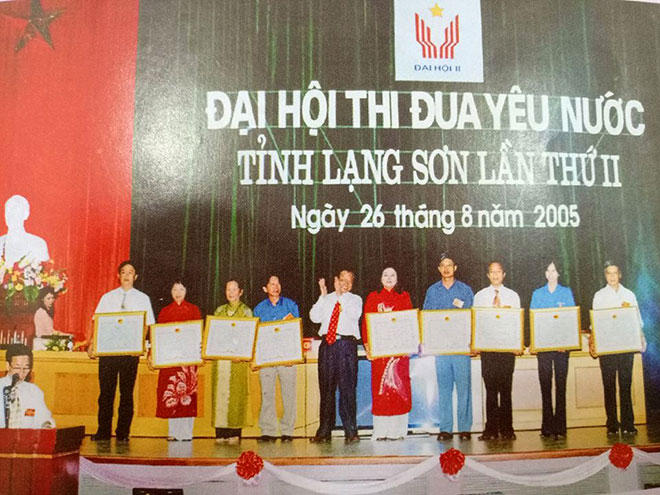 ĐẠI HỘI II
ĐẠI HỘI THI ĐUA YÊU NƯỚC
TỈNH LẠNG SƠN LẦN THỨ II
Ngày 26 tháng 8 năm 2005